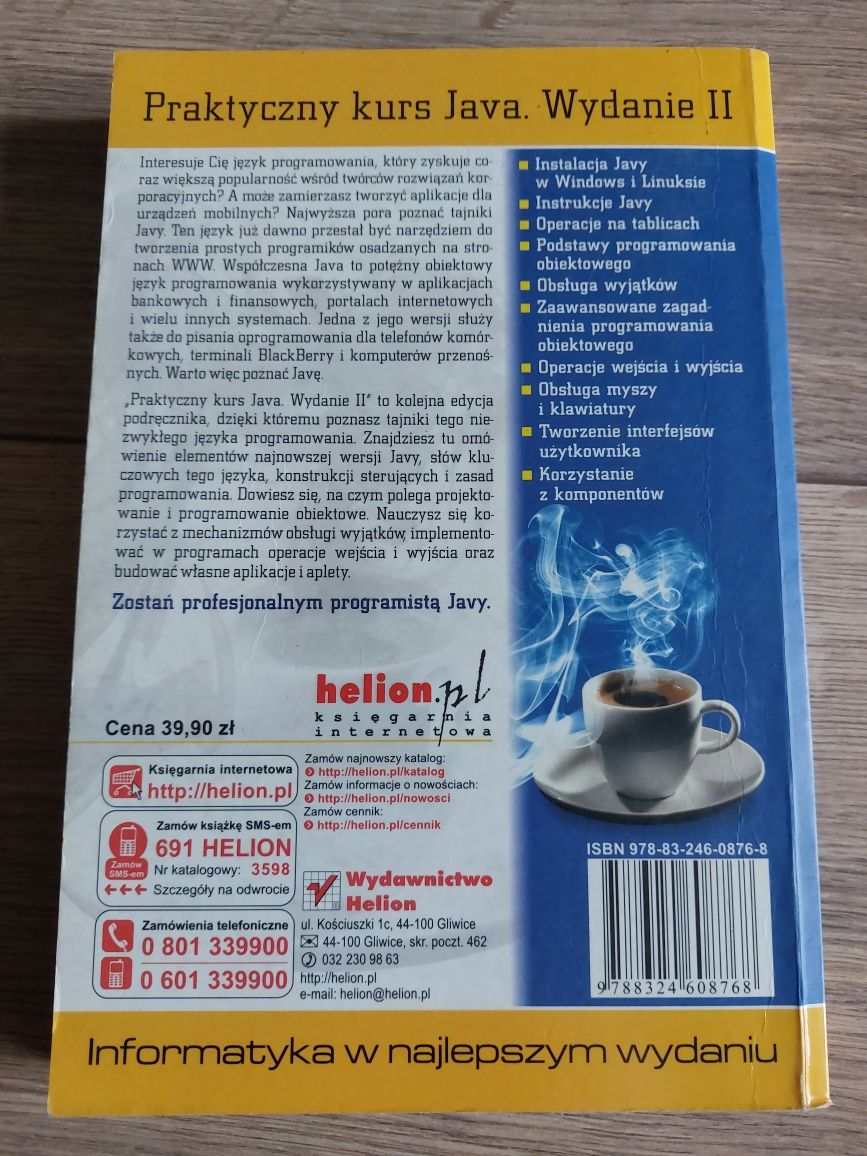 Praktyczny kurs Java. Wydanie II
Interesuje Cię język programowania, który zyskuje co-
raz większą popularność wśród twórców rozwiązań kor-
poracyjnych? A może zamierzasz tworzyć aplikacje dla
urządzeń mobilnych? Najwyższa pora poznać tajniki
Javy. Ten język już dawno przestał być narzędziem do
tworzenia prostych programików osadzanych na stro-
nach WWW. Współczesna Java to potężny obiektowy
język programowania wykorzystywany w aplikacjach
bankowych i finansowych, portalach internetowych
i wielu innych systemach. Jedna z jego wersji służy
także do pisania oprogramowania dla telefonów komór-
kowych, terminali BlackBerry i komputerów przenoś-
nych. Warto więc poznać Javę.
„Praktyczny kurs Java. Wydanie II" to kolejna edycja
podręcznika, dzięki któremu poznasz tajniki tego nie-
zwykłego języka programowania. Znajdziesz tu omó-
wienie elementów najnowszej wersji Javy, słów klu-
czowych tego języka, konstrukcji sterujących i zasad
programowania. Dowiesz się, na czym polega projekto-
wanie i programowanie obiektowe. Nauczysz się ko-
rzystać z mechanizmów obsługi wyjątków, implemento-
wać w programach operacje wejścia i wyjścia oraz
budować własne aplikacje i aplety.
Zostań profesjonalnym programistą Javy.
Instalacja Javy
w Windows i Linuksie
Instrukcje Javy
Operacje na tablicach
Podstawy programowania
obiektowego
Obsługa wyjątków
Zaawansowane zagad-
nienia programowania
obiektowego
Operacje wejścia i wyjścia
Obsługa myszy
i klawiatury
Tworzenie interfejsów
użytkownika
Korzystanie
z komponentów
helion.pl
księgarnia
internetowa
Cena 39,90 zł
Księgarnia internetowa
http://helion.pl
Zamów książkę SMS-em
691 HELION
Zamów
SMS-em
Nr katalogowy: 3598
Szczegóły na odwrocie
Zamówienia telefoniczne
0 801 339900
0 601 339900
Zamów najnowszy katalog:
http://helion.pl/katalog
Zamów informacje o nowościach:
http://helion.pl/nowosci
Zamów cennik:
http://helion.pl/cennik
Wydawnictwo
Helion
ul. Kościuszki 1c, 44-100 Gliwice
44-100 Gliwice, skr. poczt. 462
032 230 98 63
http://helion.pl
e-mail: helion@helion.pl
ISBN 978-83-246-0876-8
9 788324 608768
Informatyka w najlepszym wydaniu